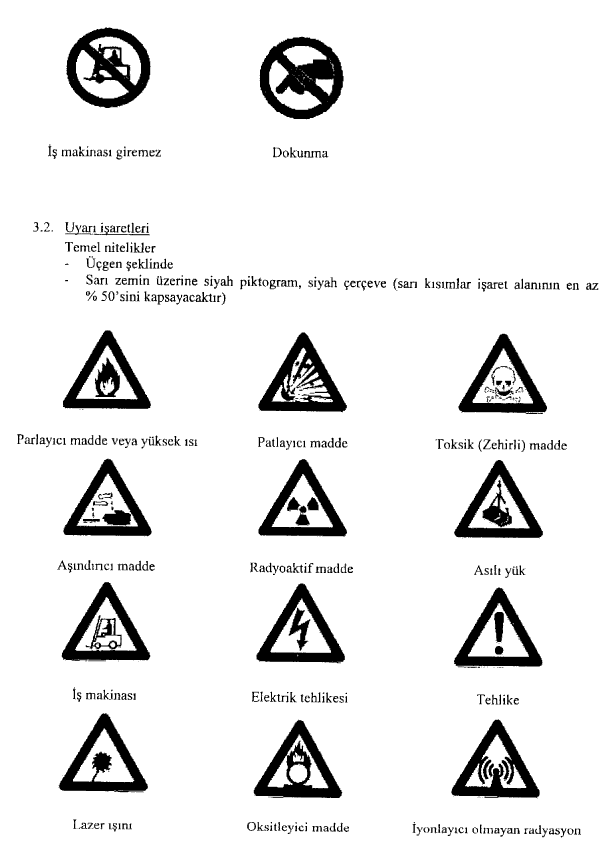 İş makinası giremez
Dokunma
3.2. Uyarı işaretleri
Temel nitelikler
- Üçgen şeklinde
- Sarı zemin üzerine siyah piktogram, siyah çerçeve (sarı kısımlar işaret alanının en az
% 50'sini kapsayacaktır)
Parlayıcı madde veya yüksek ısı
Patlayıcı madde
Toksik (Zehirli) madde
Aşındırıcı madde
Radyoaktif madde
Asılı yük
İş makinası
Elektrik tehlikesi
Tehlike
Lazer ışını
Oksitleyici madde
İyonlayıcı olmayan radyasyon